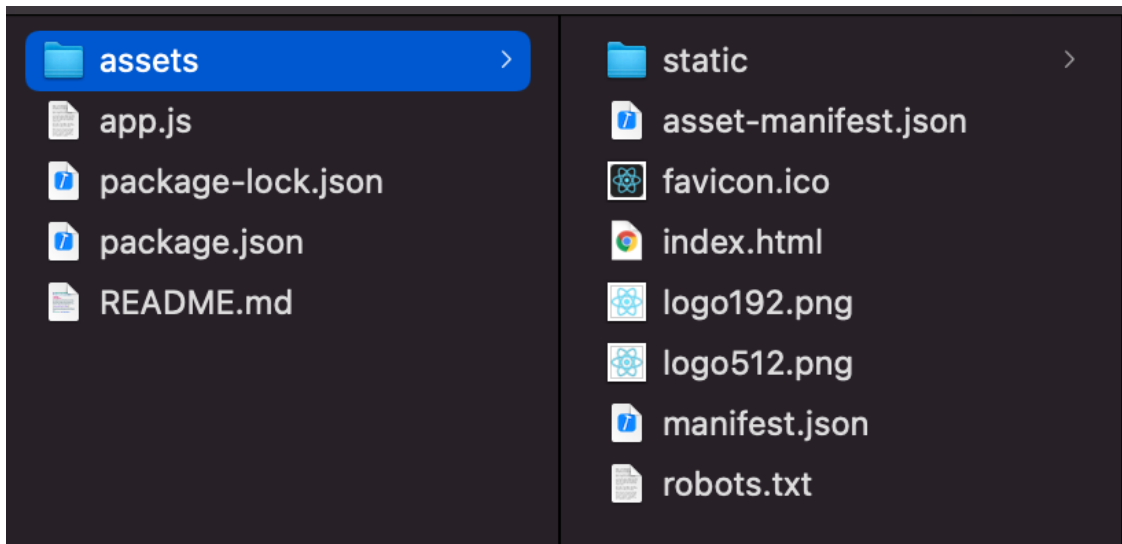 assets
app.js
package-lock.json
package.json
README.md
static
asset-manifest.json
favicon.ico
index.html
logo192.png
logo512.png
manifest.json
robots.txt